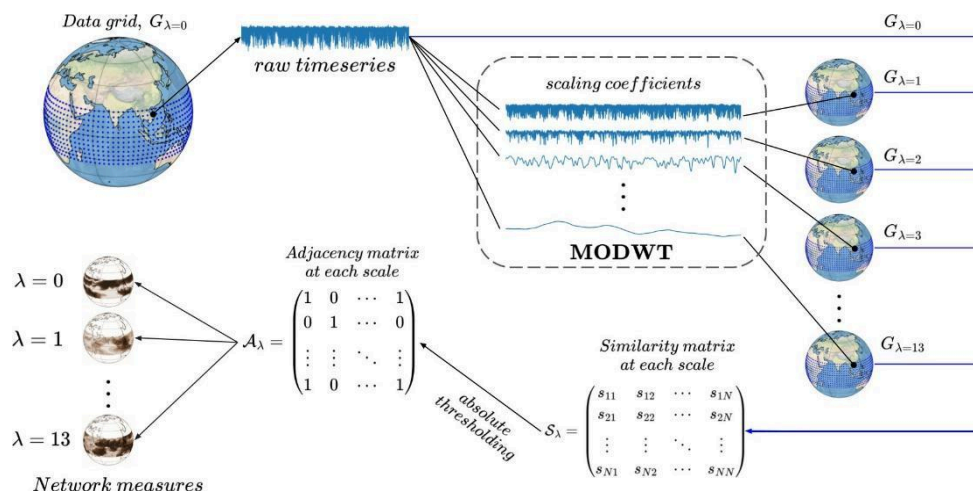 Data grid, G_{λ=0}
raw timeseries
scaling coefficients
⋮
MODWT
G_{λ=0}
G_{λ=1}
G_{λ=2}
G_{λ=3}
⋮
G_{λ=13}
Similarity matrix
at each scale
S_λ =
s_{11} s_{12} ⋯ s_{1N}
s_{21} s_{22} ⋯ s_{2N}
⋮ ⋮ ⋱ ⋮
s_{N1} s_{N2} ⋯ s_{NN}
absolute
thresholding
Adjacency matrix
at each scale
A_λ =
1 0 ⋯ 1
0 1 ⋯ 0
⋮ ⋮ ⋱ ⋮
1 0 ⋯ 1
λ = 0
λ = 1
⋮
λ = 13
Network measures